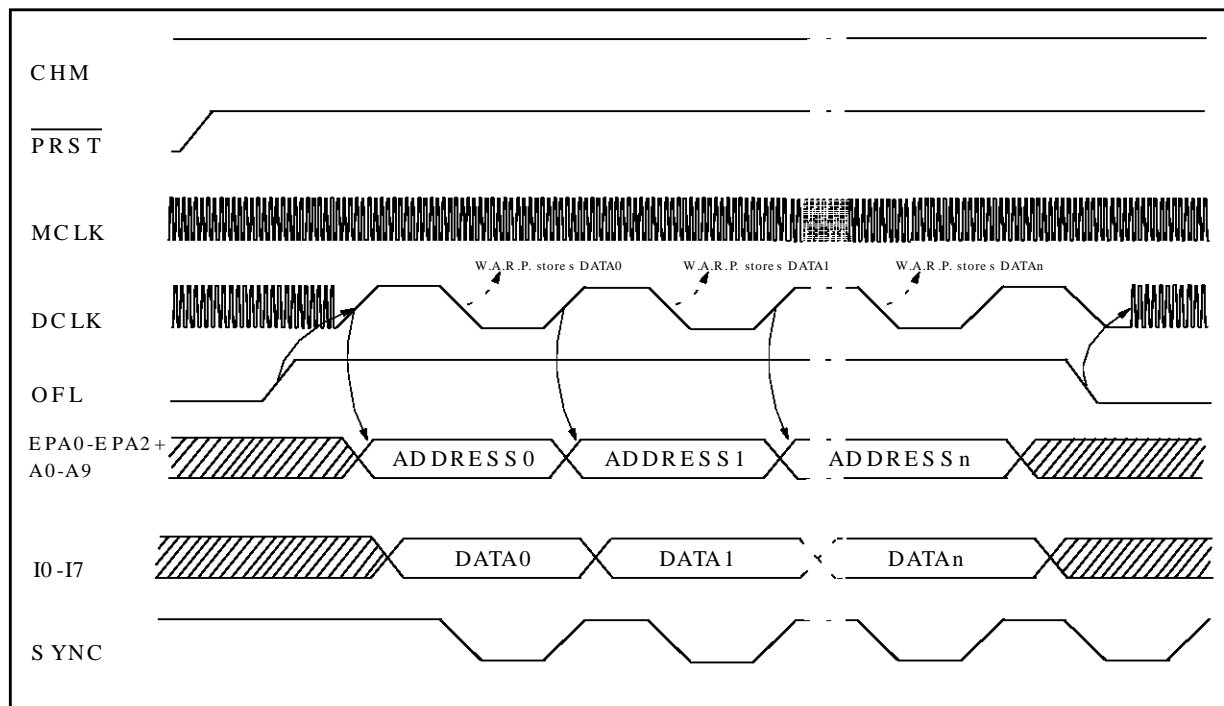 CHM
PRST
MCLK
W.A.R.P. stores DATA0
W.A.R.P. stores DATA1
W.A.R.P. stores DATAn
DCLK
OFL
EPA0-EPA2+
A0-A9
ADDRESS0
ADDRESS1
ADDRESSn
I0-I7
DATA0
DATA1
DATAn
SYNC